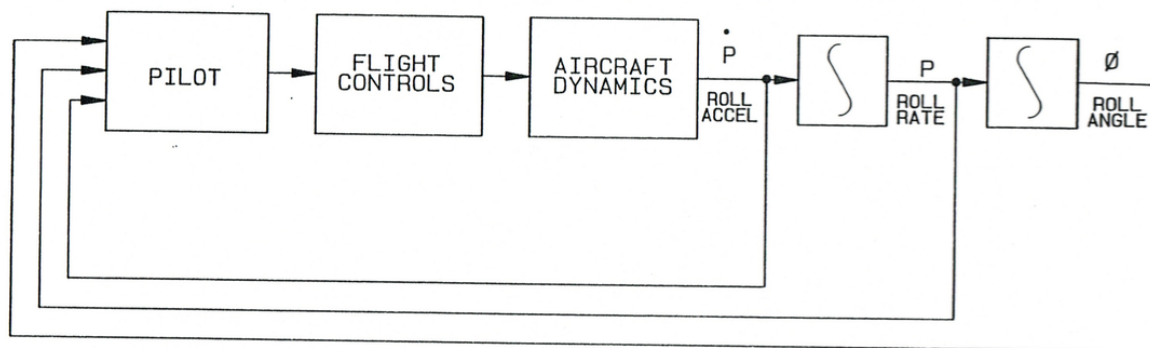 PILOT
FLIGHT
CONTROLS
AIRCRAFT
DYNAMICS
Ṗ
ROLL
ACCEL
∫
P
ROLL
RATE
∫
Ø
ROLL
ANGLE